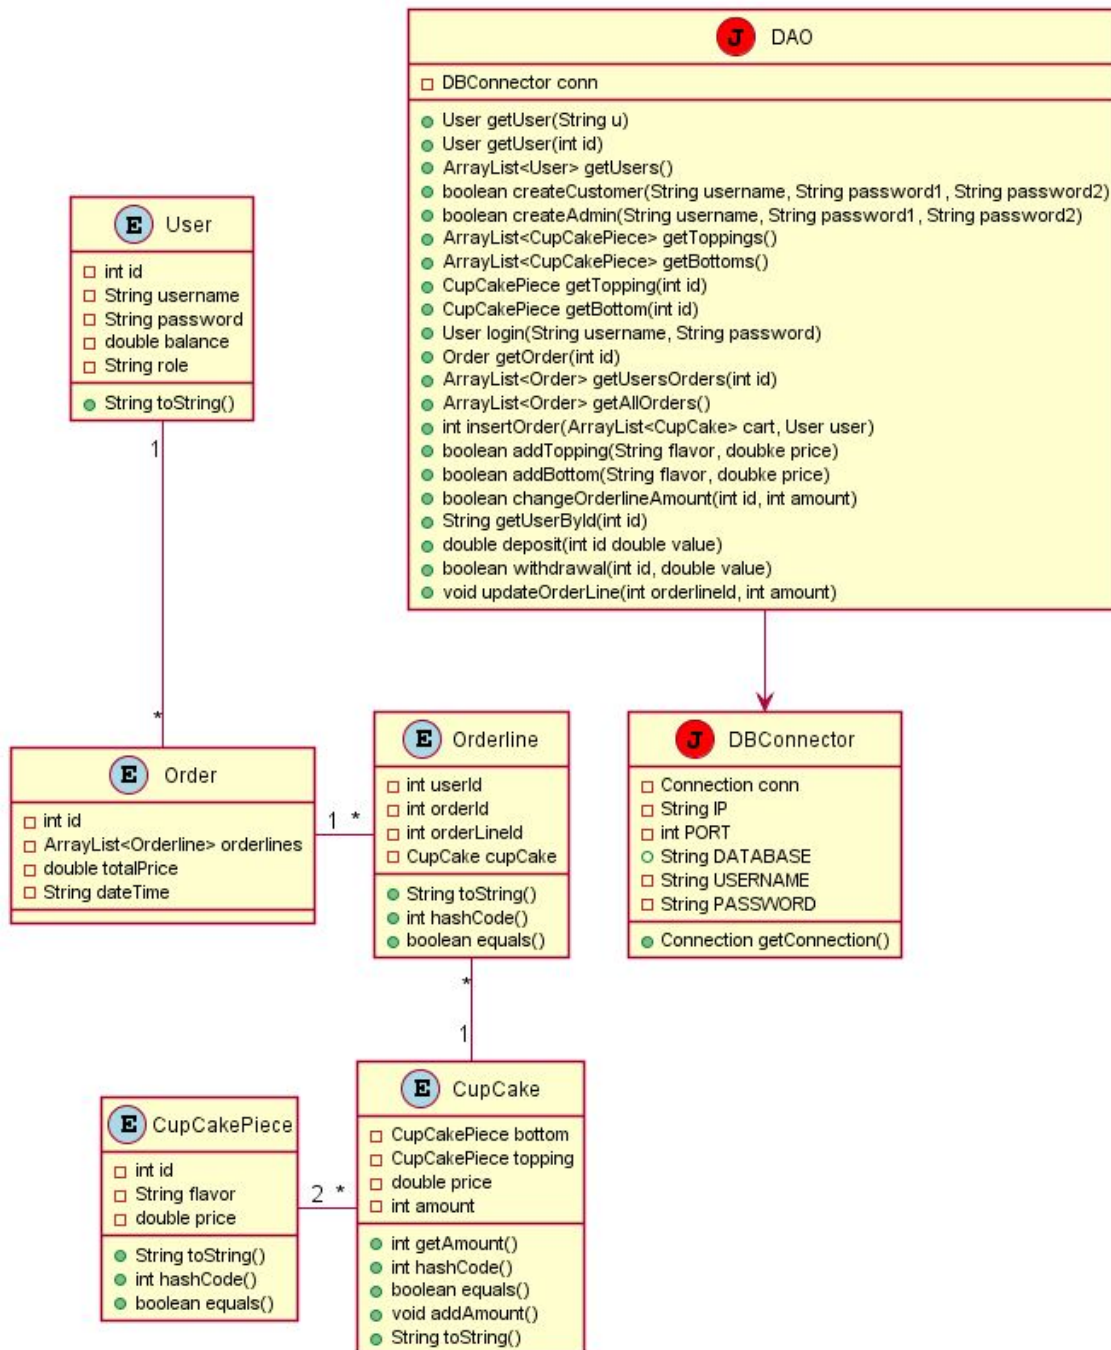 J DAO
DBConnector conn
User getUser(String u)
User getUser(int id)
ArrayList<User> getUsers()
boolean createCustomer(String username, String password1, String password2)
boolean createAdmin(String username, String password1, String password2)
ArrayList<CupCakePiece> getToppings()
ArrayList<CupCakePiece> getBottoms()
CupCakePiece getTopping(int id)
CupCakePiece getBottom(int id)
User login(String username, String password)
Order getOrder(int id)
ArrayList<Order> getUsersOrders(int id)
ArrayList<Order> getAllOrders()
int insertOrder(ArrayList<CupCake> cart, User user)
boolean addTopping(String flavor, doubke price)
boolean addBottom(String flavor, doubke price)
boolean changeOrderlineAmount(int id, int amount)
String getUserById(int id)
double deposit(int id double value)
boolean withdrawal(int id, double value)
void updateOrderLine(int orderlineId, int amount)
E User
int id
String username
String password
double balance
String role
String toString()
1
*
E Order
int id
ArrayList<Orderline> orderlines
double totalPrice
String dateTime
1 *
E Orderline
int userId
int orderId
int orderLineId
CupCake cupCake
String toString()
int hashCode()
boolean equals()
J DBConnector
Connection conn
String IP
int PORT
String DATABASE
String USERNAME
String PASSWORD
Connection getConnection()
*
1
E CupCakePiece
int id
String flavor
double price
String toString()
int hashCode()
boolean equals()
2 *
E CupCake
CupCakePiece bottom
CupCakePiece topping
double price
int amount
int getAmount()
int hashCode()
boolean equals()
void addAmount()
String toString()